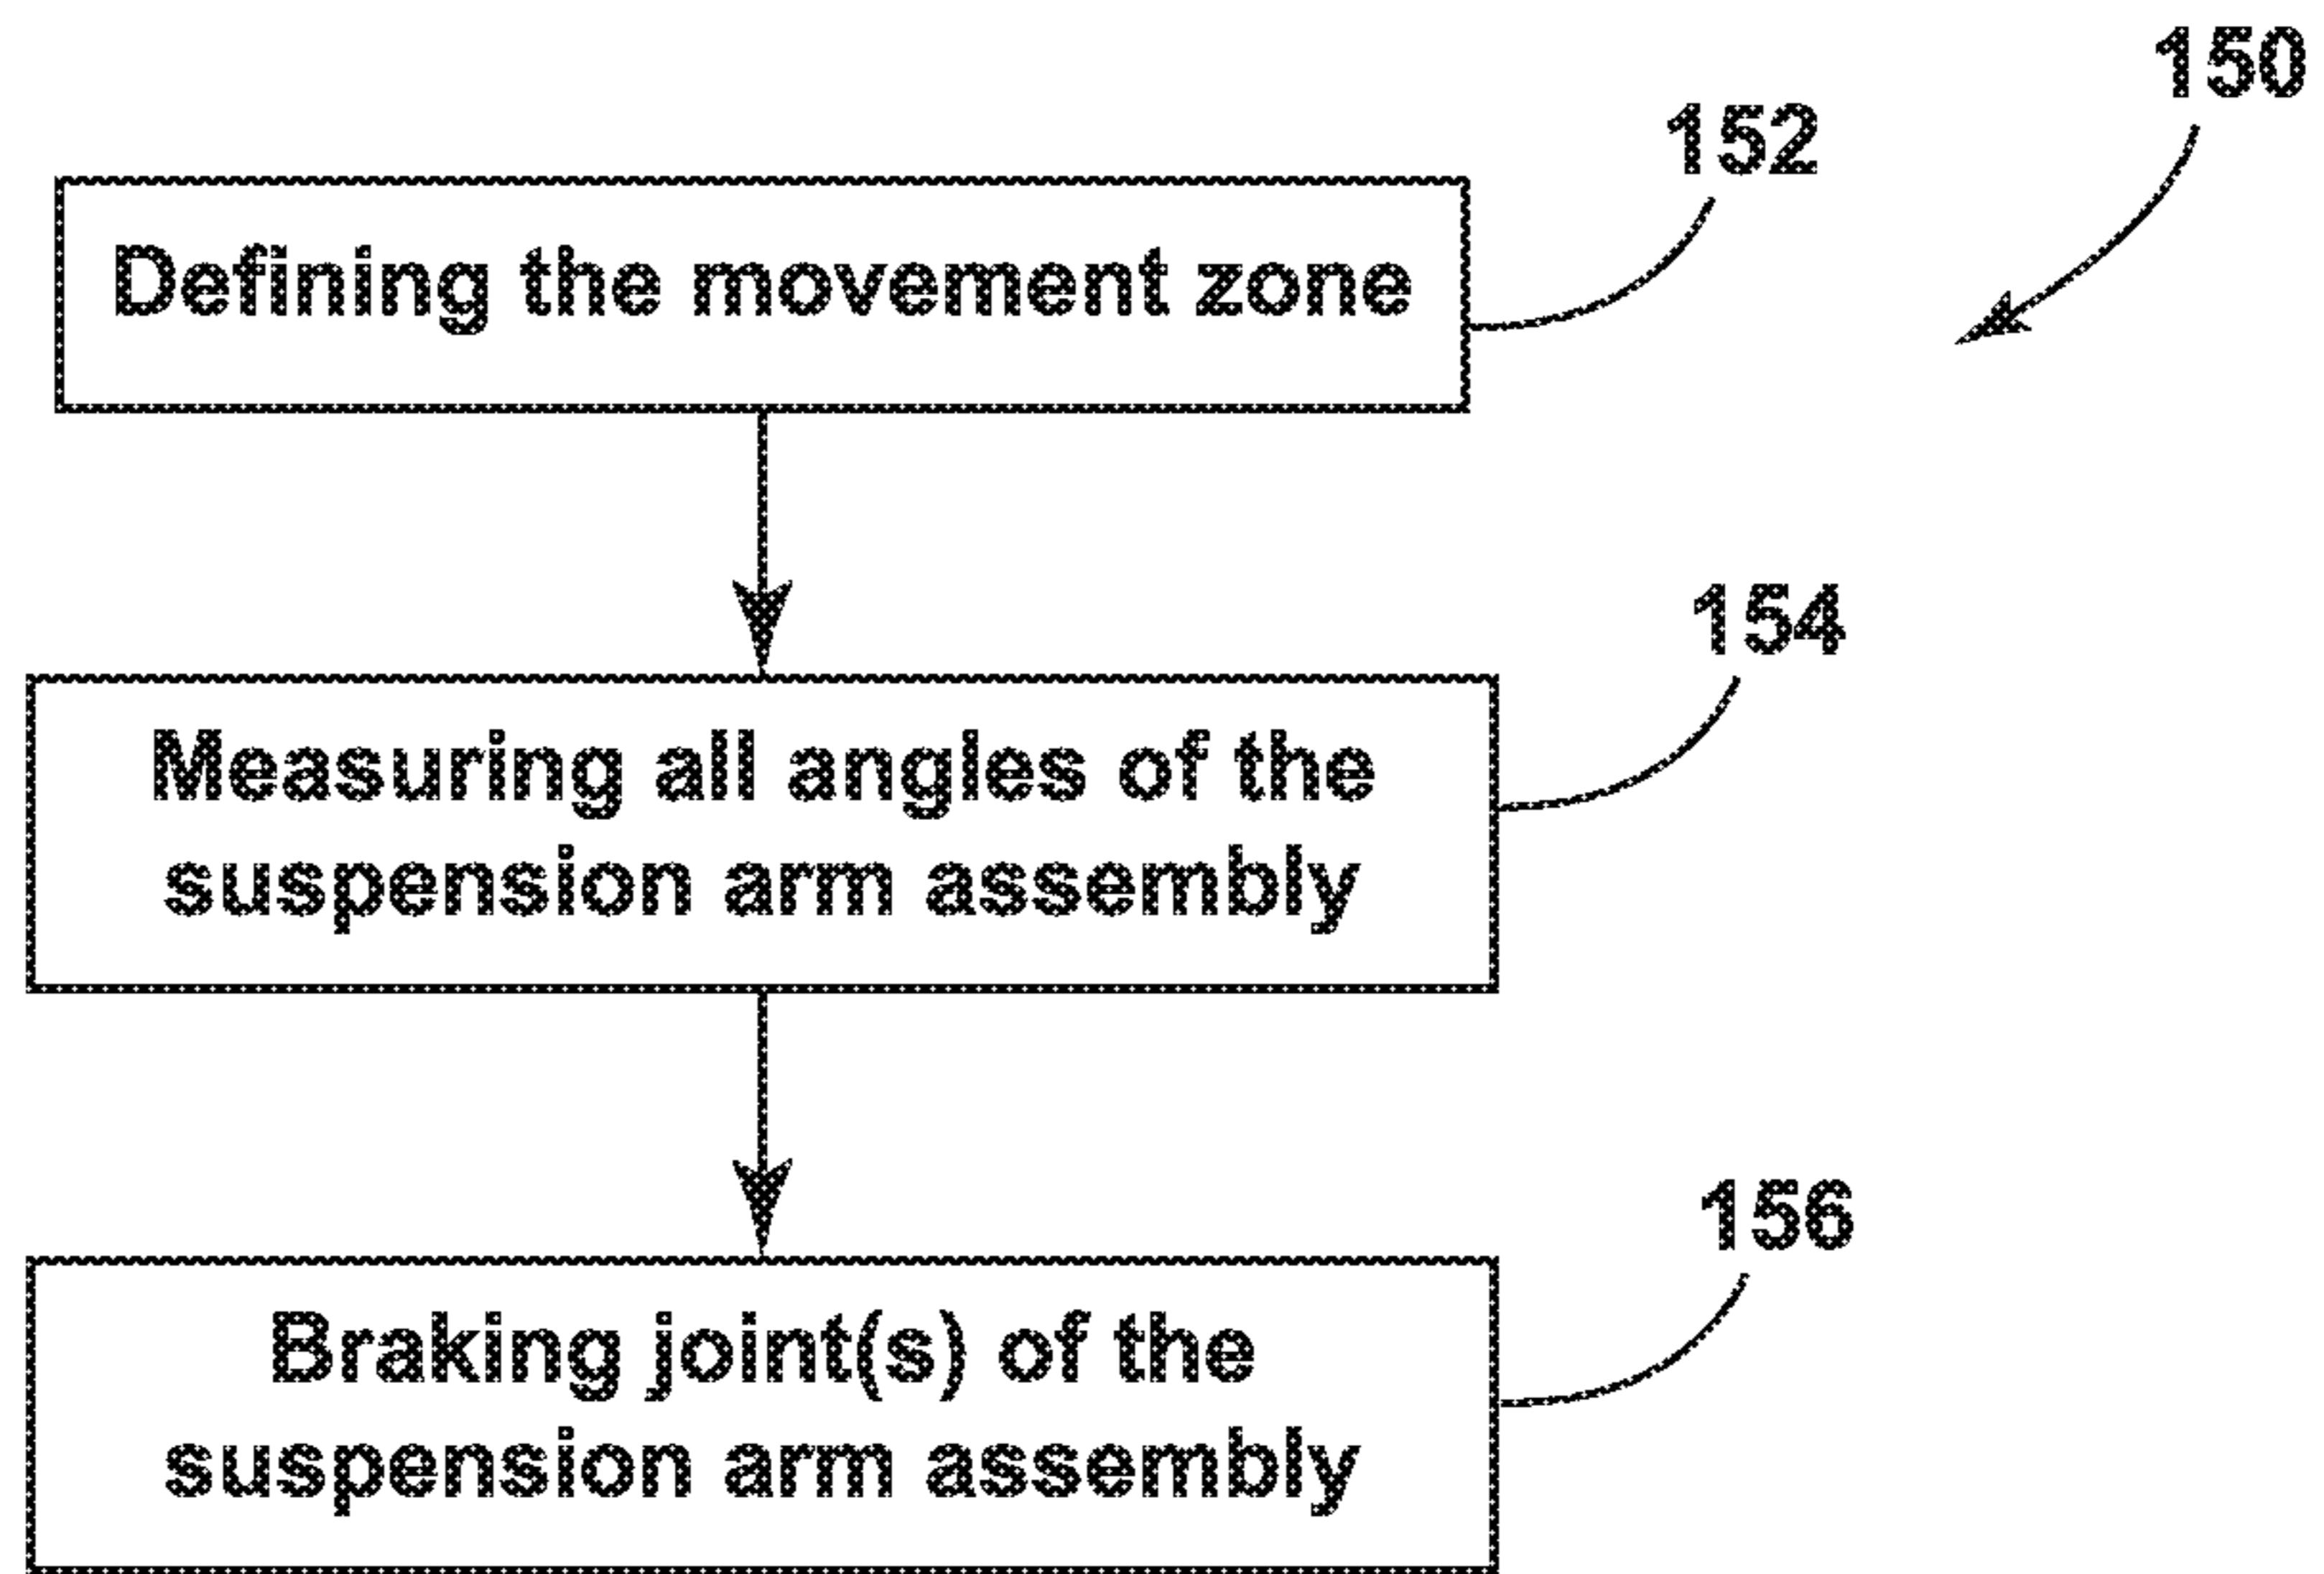 150
152
Defining the movement zone
154
Measuring all angles of the
suspension arm assembly
156
Braking joint(s) of the
suspension arm assembly